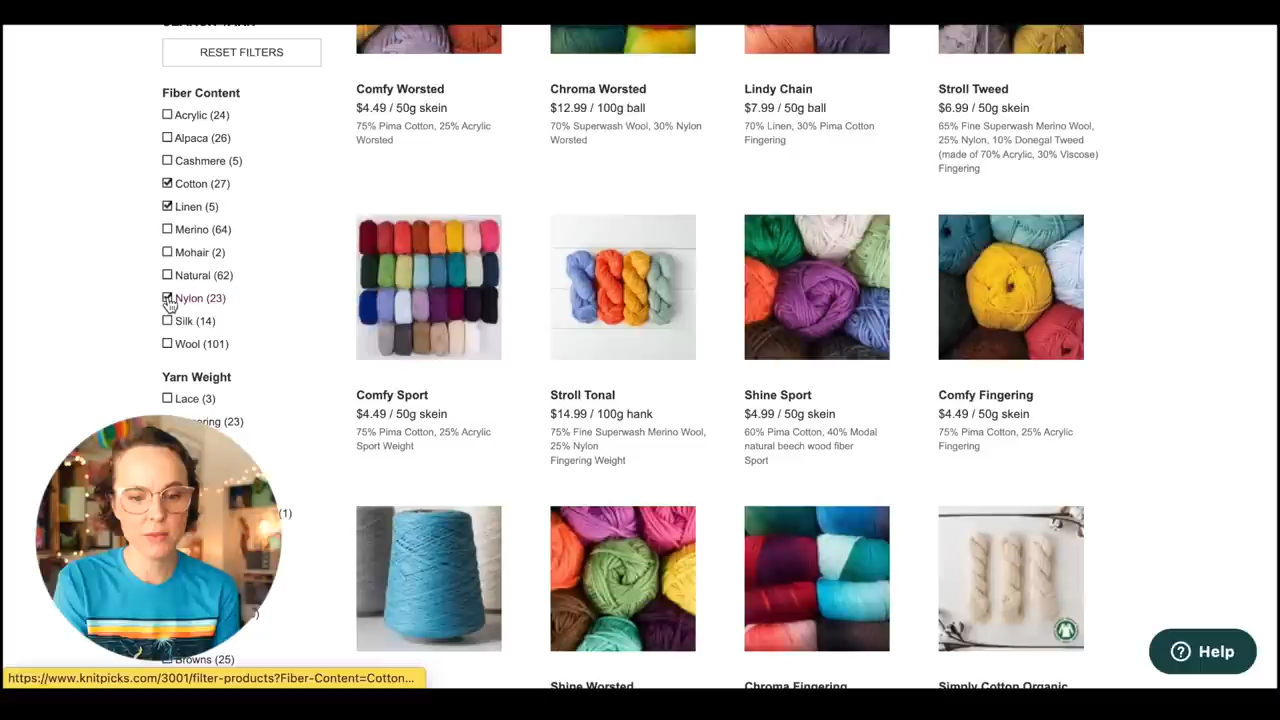 RESET FILTERS
Fiber Content
Acrylic (24)
Alpaca (26)
Cashmere (5)
Cotton (27)
Linen (5)
Merino (64)
Mohair (2)
Natural (62)
Nylon (23)
Silk (14)
Wool (101)
Yarn Weight
Lace (3)
(23)
(1)
Browns (25)
Comfy Worsted
$4.49 / 50g skein
75% Pima Cotton, 25% Acrylic
Worsted
Chroma Worsted
$12.99 / 100g ball
70% Superwash Wool, 30% Nylon
Worsted
Lindy Chain
$7.99 / 50g ball
70% Linen, 30% Pima Cotton
Fingering
Stroll Tweed
$6.99 / 50g skein
65% Fine Superwash Merino Wool,
25% Nylon, 10% Donegal Tweed
(made of 70% Acrylic, 30% Viscose)
Fingering
Comfy Sport
$4.49 / 50g skein
75% Pima Cotton, 25% Acrylic
Sport Weight
Stroll Tonal
$14.99 / 100g hank
75% Fine Superwash Merino Wool,
25% Nylon
Fingering Weight
Shine Sport
$4.99 / 50g skein
60% Pima Cotton, 40% Modal
natural beech wood fiber
Sport
Comfy Fingering
$4.49 / 50g skein
75% Pima Cotton, 25% Acrylic
Fingering
Shine Worsted
Chroma Fingering
Simply Cotton Organic
Help
https://www.knitpicks.com/3001/filter-products?Fiber-Content=Cotton...